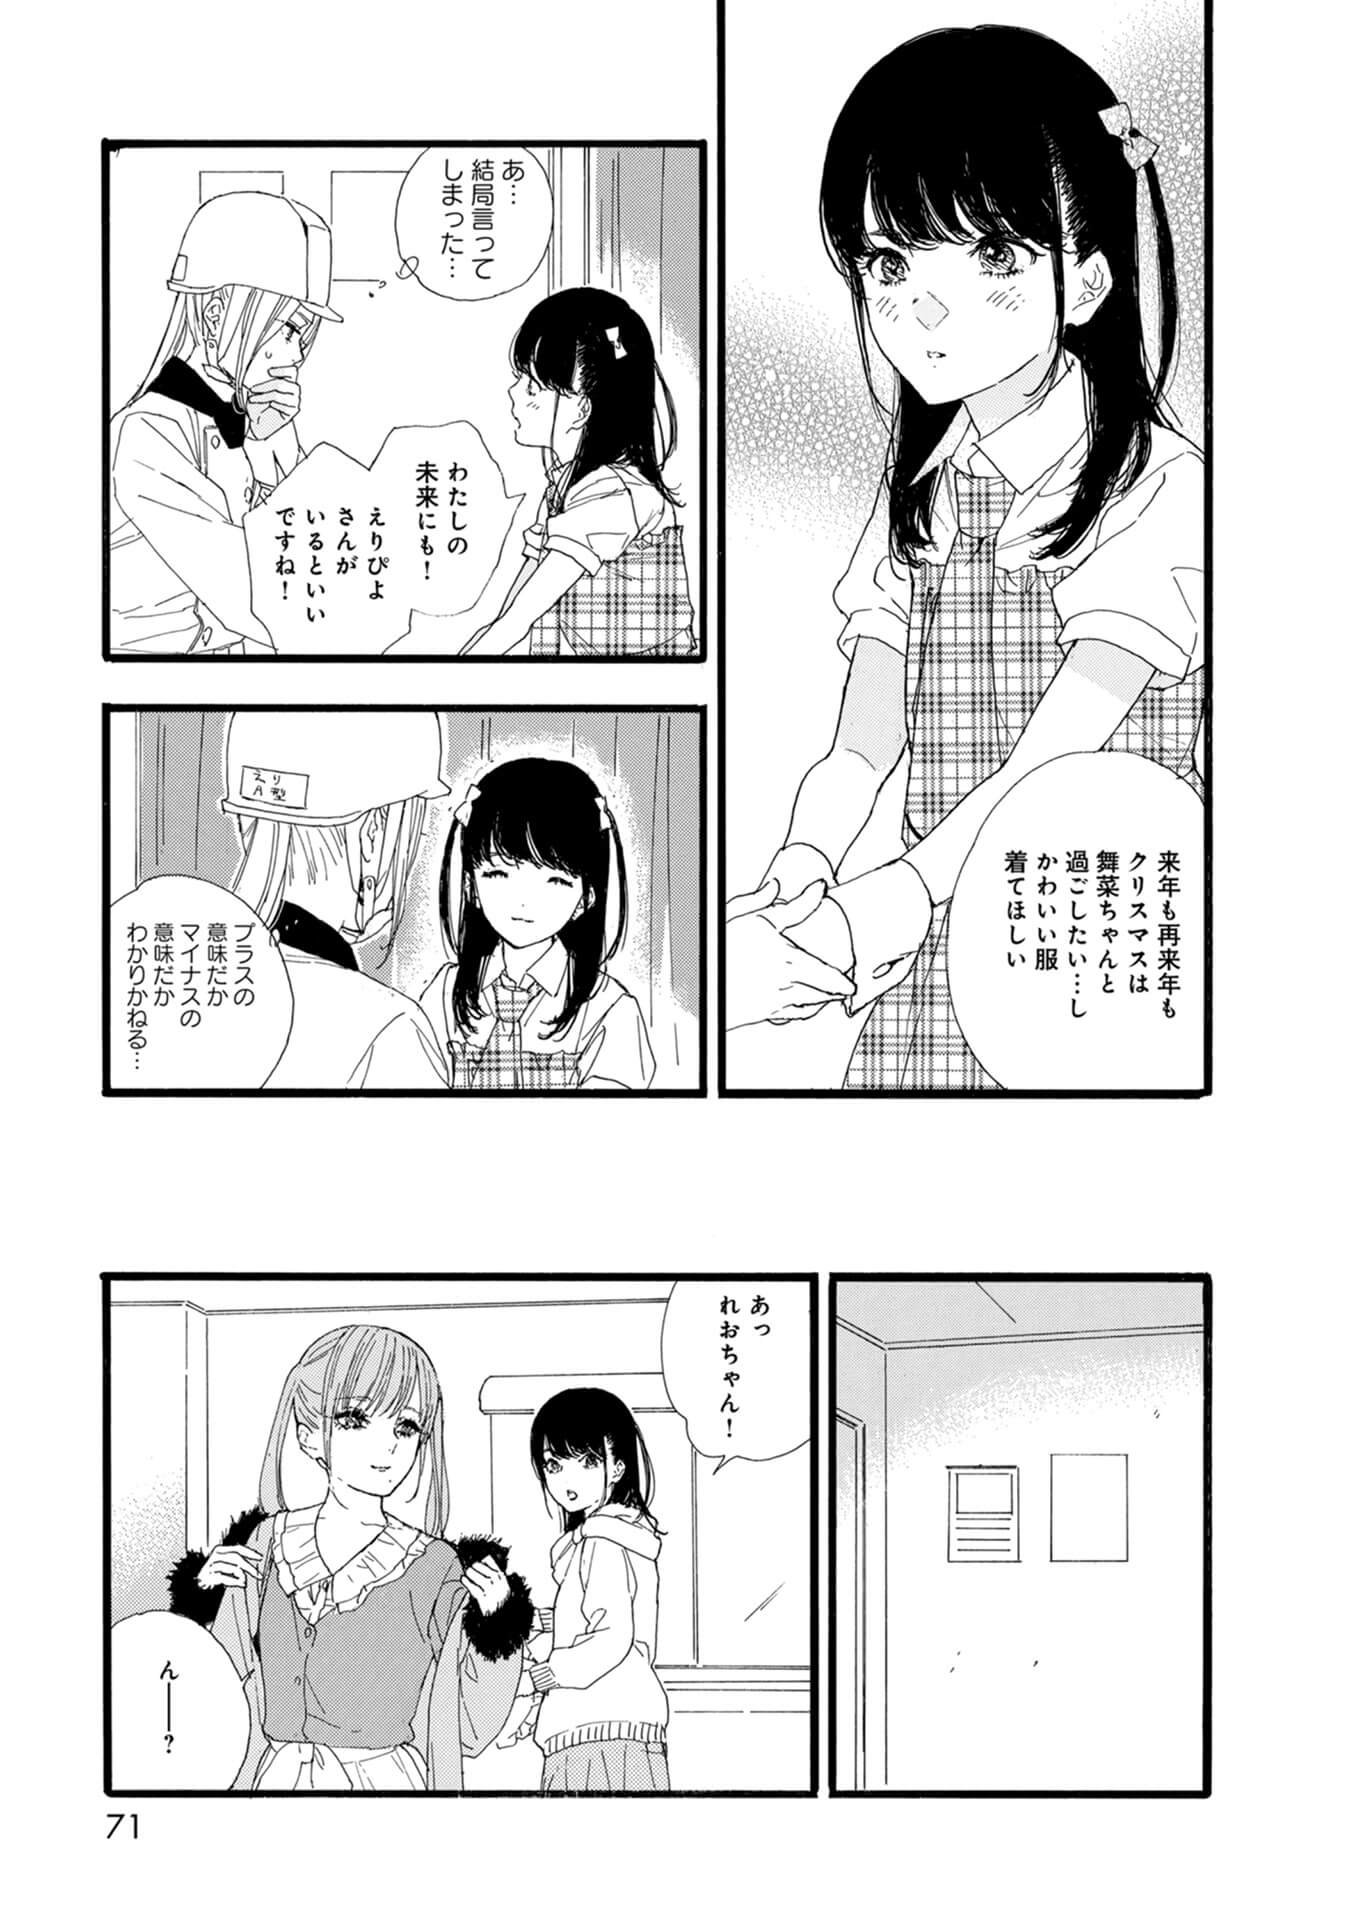 来年も再来年も
クリスマスは
舞菜ちゃんと
過ごしたい…し
かわいい服
着てほしい
あ…
結局言って
しまった…
わたしの
未来にも！
えりぴよ
さんが
いるといい
ですね！
えり
A型
プラスの
意味だか
マイナスの
意味だか
わかりかねる…
あっ
れおちゃん！
んー？
71